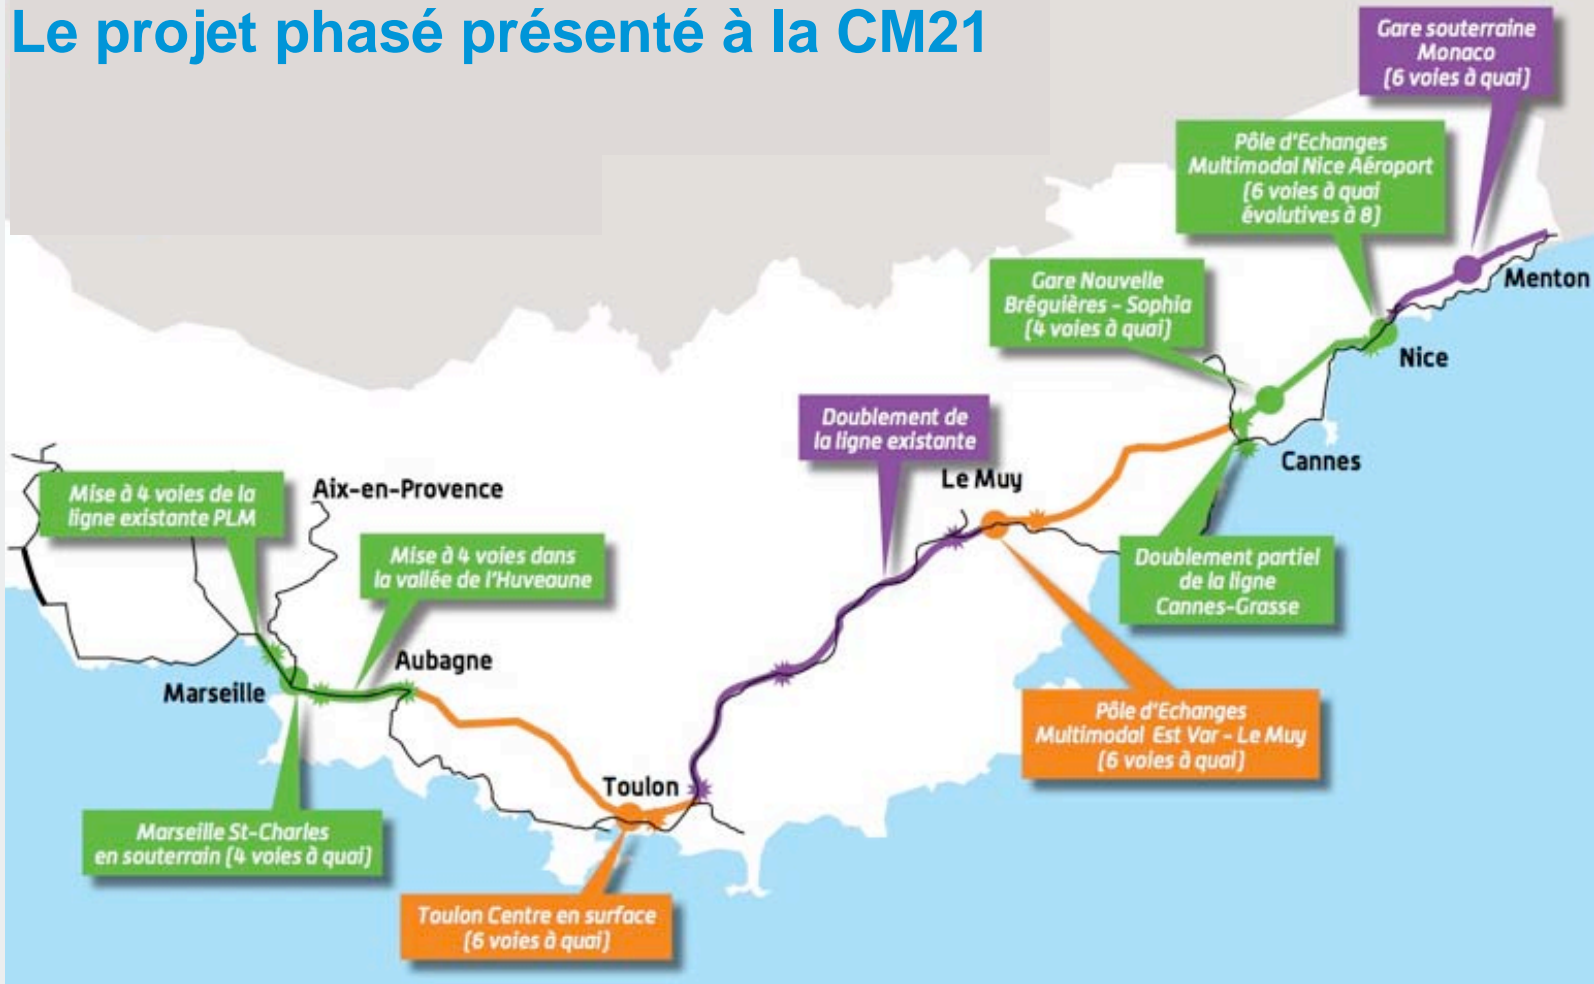 Le projet phasé présenté à la CM21
Gare souterraine
Monaco
(6 voies à quai)
Pôle d'Echanges
Multimodal Nice Aéroport
(6 voies à quai
évolutives à 8)
Gare Nouvelle
Bréguières - Sophia
(4 voies à quai)
Menton
Nice
Doublement de
la ligne existante
Cannes
Le Muy
Mise à 4 voies de la
ligne existante PLM
Aix-en-Provence
Mise à 4 voies dans
la vallée de l'Huveaune
Doublement partiel
de la ligne
Cannes-Grasse
Aubagne
Marseille
Pôle d'Echanges
Multimodal Est Var - Le Muy
(6 voies à quai)
Toulon
Marseille St-Charles
en souterrain (4 voies à quai)
Toulon Centre en surface
(6 voies à quai)